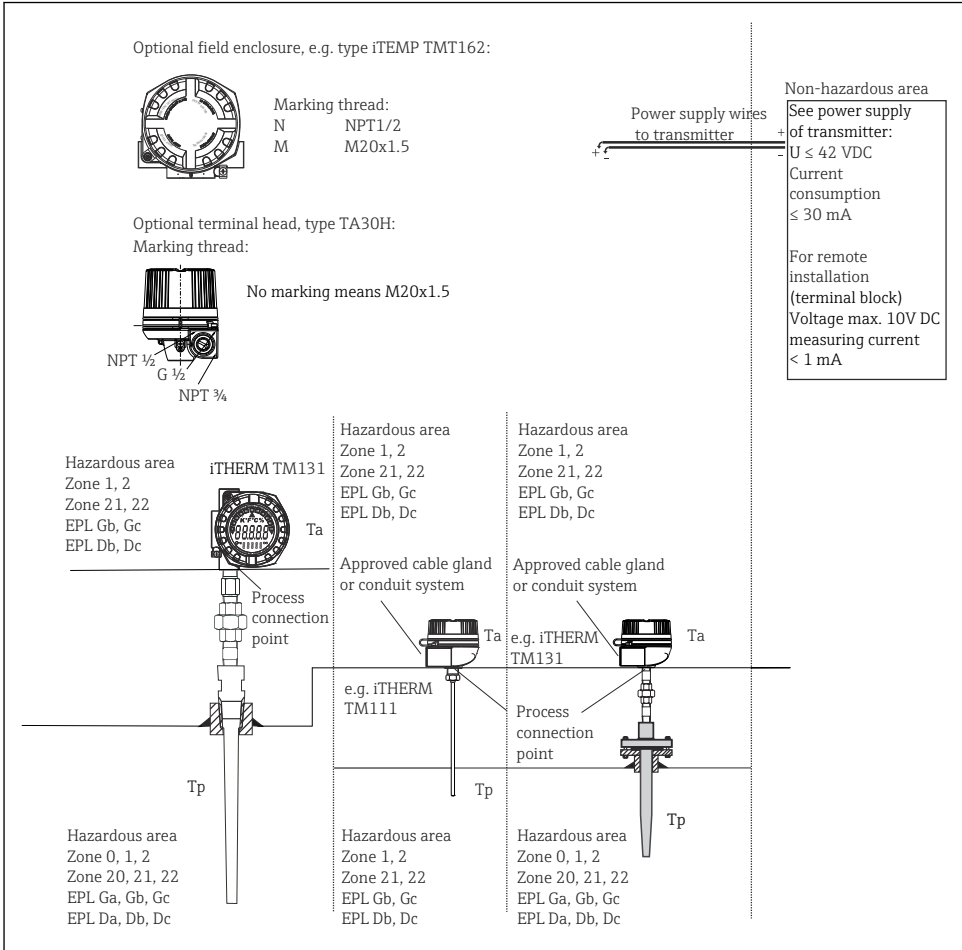 Optional field enclosure, e.g. type iTEMP TMT162:
Marking thread:
N NPT1/2
M M20x1.5
Power supply wires
to transmitter
+
-
+
-
Non-hazardous area
See power supply
of transmitter:
U ≤ 42 VDC
Current
consumption
≤ 30 mA
For remote
installation
(terminal block)
Voltage max. 10V DC
measuring current
< 1 mA
Optional terminal head, type TA30H:
Marking thread:
No marking means M20x1.5
NPT ½
G ½
NPT ¾
Hazardous area
Zone 1, 2
Zone 21, 22
EPL Gb, Gc
EPL Db, Dc
iTHERM TM131
Ta
Process
connection
point
Tp
Hazardous area
Zone 0, 1, 2
Zone 20, 21, 22
EPL Ga, Gb, Gc
EPL Da, Db, Dc
Hazardous area
Zone 1, 2
Zone 21, 22
EPL Gb, Gc
EPL Db, Dc
Approved cable gland
or conduit system
Ta
e.g. iTHERM
TM111
Tp
Hazardous area
Zone 1, 2
Zone 21, 22
EPL Gb, Gc
EPL Db, Dc
Hazardous area
Zone 1, 2
Zone 21, 22
EPL Gb, Gc
EPL Db, Dc
Approved cable gland
or conduit system
e.g. iTHERM
TM131
Ta
Process
connection
point
Tp
Hazardous area
Zone 0, 1, 2
Zone 20, 21, 22
EPL Ga, Gb, Gc
EPL Da, Db, Dc